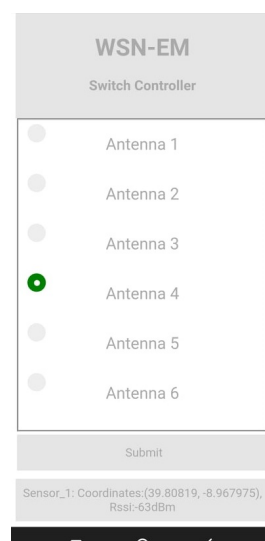 WSN-EM
Switch Controller
Antenna 1
Antenna 2
Antenna 3
Antenna 4
Antenna 5
Antenna 6
Submit
Sensor_1: Coordinates:(39.80819, -8.967975),
Rssi:-63dBm